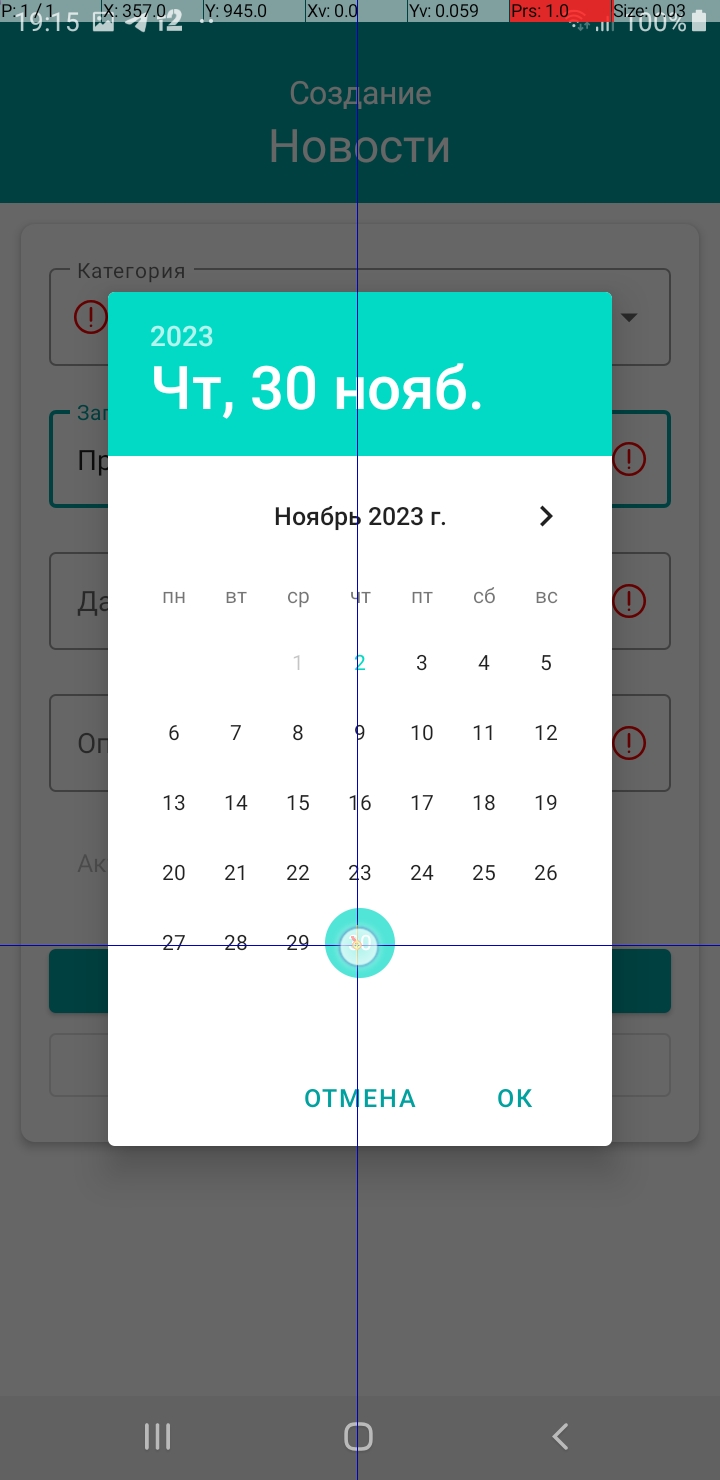 P: 1 / 1 X: 357.0 Y: 945.0 Xv: 0.0 Yv: 0.059 Prs: 1.0 Size: 0.03
19:15 100%
Создание
Новости
Категория
2023
Чт, 30 нояб.
Заг
Пр
Ноябрь 2023 г.
пн вт ср чт пт сб вс
Да
1 2 3 4 5
6 7 8 9 10 11 12
Оп
13 14 15 16 17 18 19
Ак
20 21 22 23 24 25 26
27 28 29 30
ОТМЕНА ОК